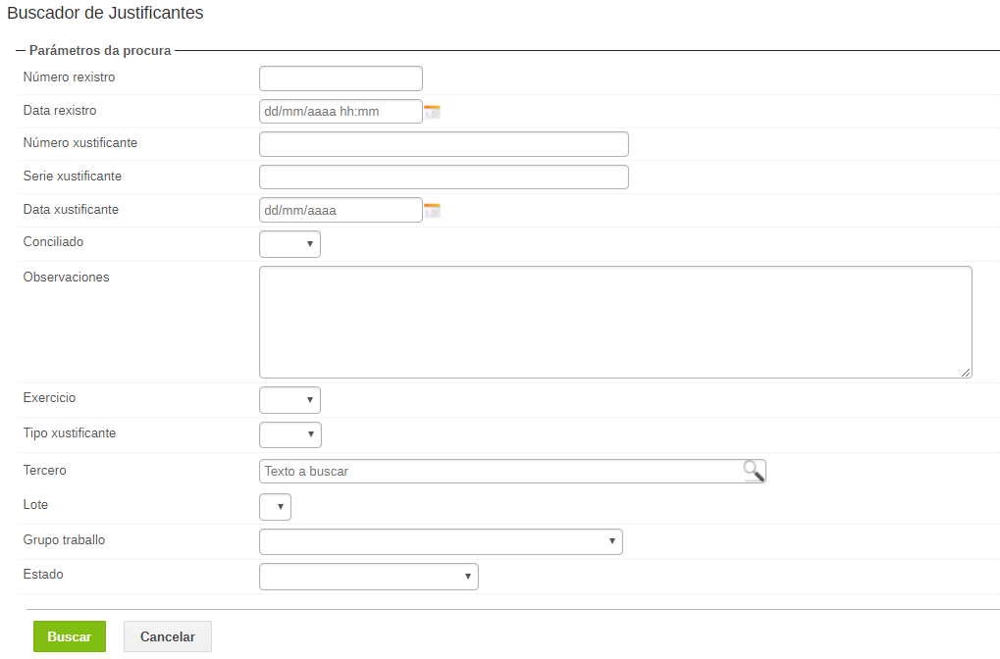 Buscador de Justificantes
Parámetros da procura
Número rexistro
Data rexistro dd/mm/aaaa hh:mm
Número xustificante
Serie xustificante
Data xustificante dd/mm/aaaa
Conciliado
Observaciones
Exercicio
Tipo xustificante
Tercero Texto a buscar
Lote
Grupo traballo
Estado
Buscar Cancelar